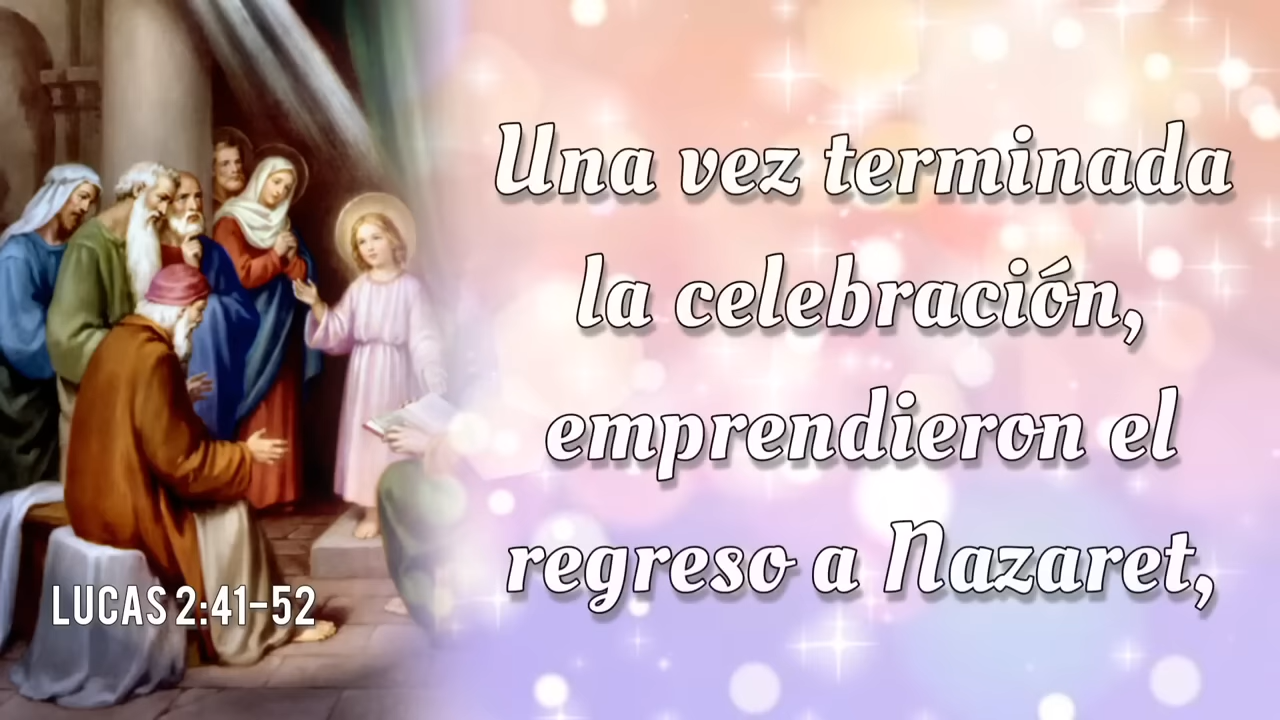 Una vez terminada
la celebración,
emprendieron el
regreso a Nazaret,
LUCAS 2:41-52